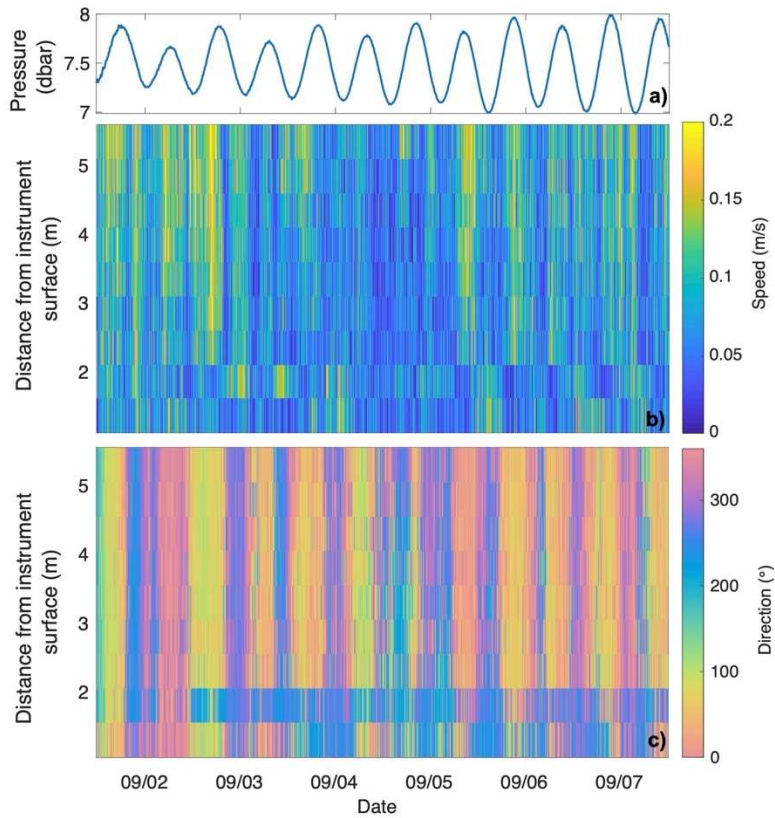 8
7.5
7
Pressure
(dbar)
a)
5
4
3
2
Distance from instrument
surface (m)
b)
0.2
0.15
0.1
0.05
0
Speed (m/s)
5
4
3
2
Distance from instrument
surface (m)
c)
300
200
100
0
Direction (°)
09/02 09/03 09/04 09/05 09/06 09/07
Date